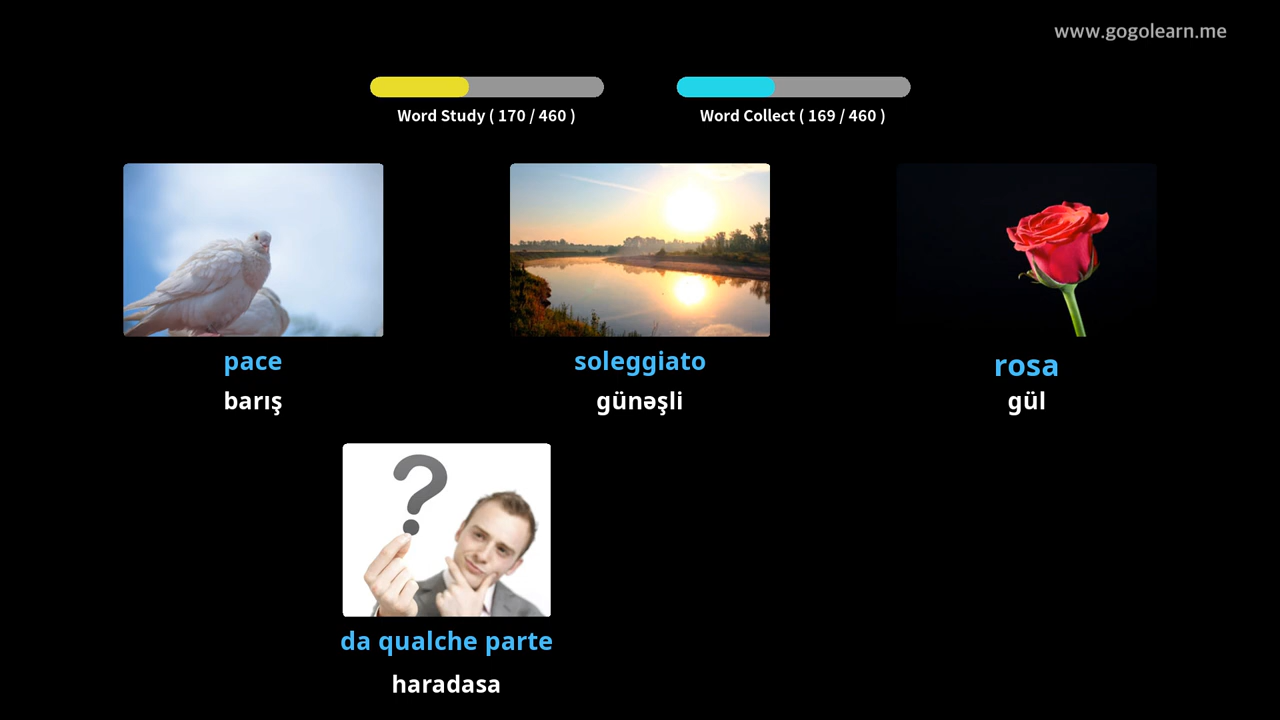 www.gogolearn.me
Word Study ( 170 / 460 )
Word Collect ( 169 / 460 )
pace
barış
soleggiato
günəşli
rosa
gül
da qualche parte
haradasa